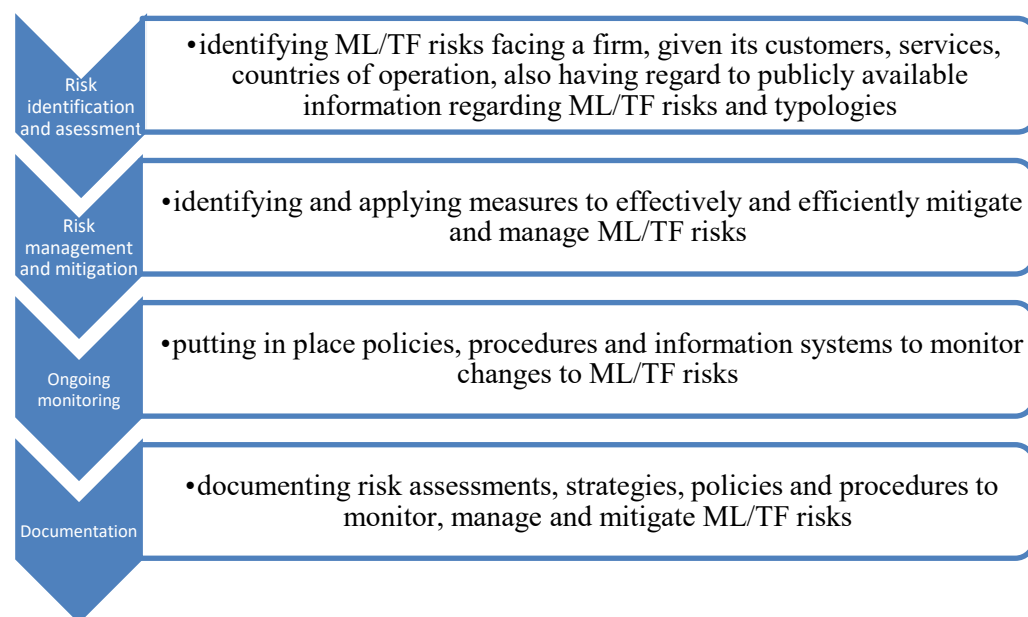 Risk
identification
and asessment
•identifying ML/TF risks facing a firm, given its customers, services,
countries of operation, also having regard to publicly available
information regarding ML/TF risks and typologies
Risk
management
and mitigation
•identifying and applying measures to effectively and efficiently mitigate
and manage ML/TF risks
Ongoing
monitoring
•putting in place policies, procedures and information systems to monitor
changes to ML/TF risks
Documentation
•documenting risk assessments, strategies, policies and procedures to
monitor, manage and mitigate ML/TF risks